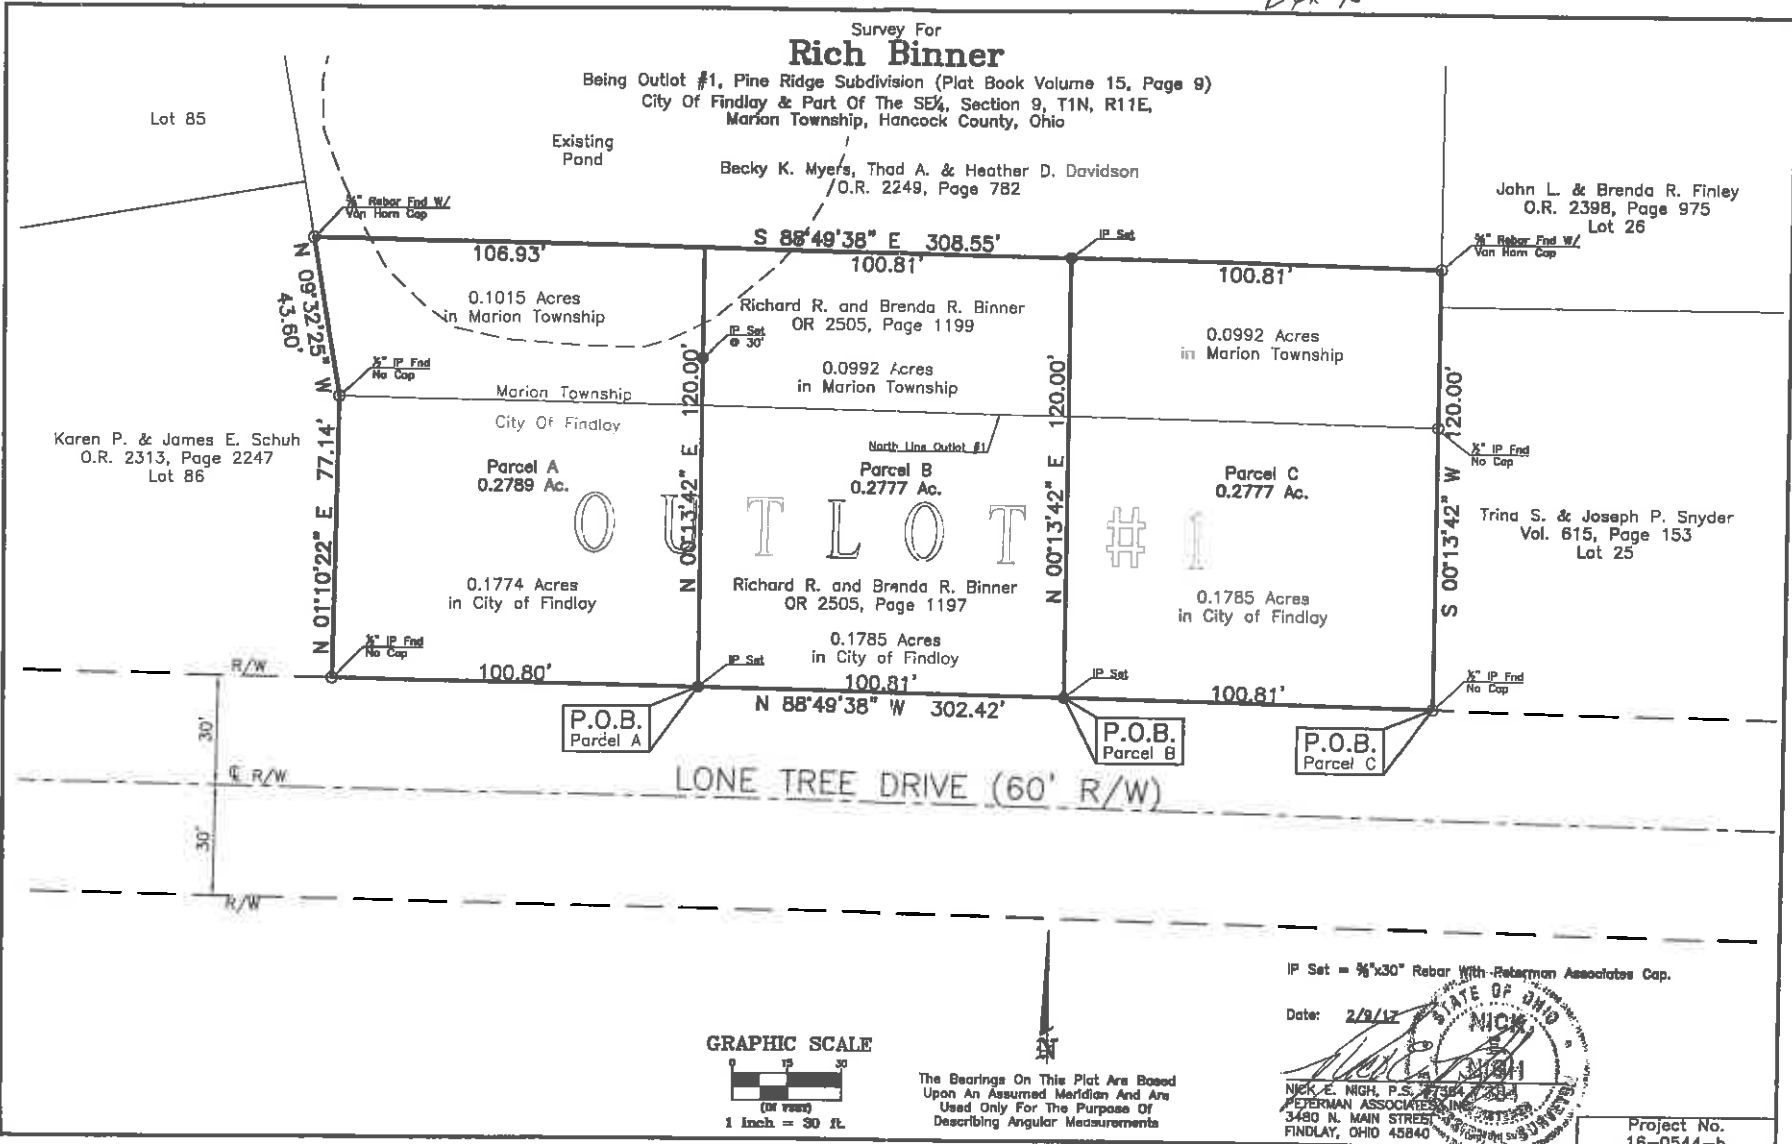 Survey For
Rich Binner
Being Outlot #1, Pine Ridge Subdivision (Plat Book Volume 15, Page 9)
City Of Findlay & Part Of The SE¼, Section 9, T1N, R11E,
Marion Township, Hancock County, Ohio
Lot 85
Existing
Pond
Becky K. Myers, Thad A. & Heather D. Davidson
O.R. 2249, Page 782
John L. & Brenda R. Finley
O.R. 2398, Page 975
Lot 26
⅝" Rebar Fnd W/
Van Horn Cap
⅝" Rebar Fnd W/
Van Horn Cap
S 88°49'38" E 308.55'
IP Set
106.93'
100.81'
100.81'
N 09°32'25" W
43.60'
0.1015 Acres
in Marion Township
Richard R. and Brenda R. Binner
OR 2505, Page 1199
IP Set
@ 30'
0.0992 Acres
in Marion Township
0.0992 Acres
in Marion Township
IP Fnd
No Cap
Marion Township
City Of Findlay
North Line Outlot #1
IP Fnd
No Cap
Karen P. & James E. Schuh
O.R. 2313, Page 2247
Lot 86
Parcel A
0.2789 Ac.
Parcel B
0.2777 Ac.
Parcel C
0.2777 Ac.
OUTLOT #1
N 01°10'22" E 77.14'
N 00°13'42" E 120.00'
N 00°13'42" E 120.00'
S 00°13'42" W 120.00'
Trina S. & Joseph P. Snyder
Vol. 615, Page 153
Lot 25
0.1774 Acres
in City of Findlay
Richard R. and Brenda R. Binner
OR 2505, Page 1197
0.1785 Acres
in City of Findlay
0.1785 Acres
in City of Findlay
IP Fnd
No Cap
IP Set
IP Set
IP Fnd
No Cap
R/W
100.80'
100.81'
100.81'
N 88°49'38" W 302.42'
P.O.B.
Parcel A
P.O.B.
Parcel B
P.O.B.
Parcel C
30'
℄ R/W
LONE TREE DRIVE (60' R/W)
30'
R/W
N
IP Set = ⅝"x30" Rebar With Peterman Associates Cap.
Date: 2/9/17
STATE OF OHIO
NICK
E.
NIGH
NICK E. NIGH, P.S.
PETERMAN ASSOCIATES, INC.
3480 N. MAIN STREET
FINDLAY, OHIO 45840
GRAPHIC SCALE
0 15 30
(IN FEET)
1 inch = 30 ft.
The Bearings On This Plat Are Based
Upon An Assumed Meridian And Are
Used Only For The Purpose Of
Describing Angular Measurements
Project No.